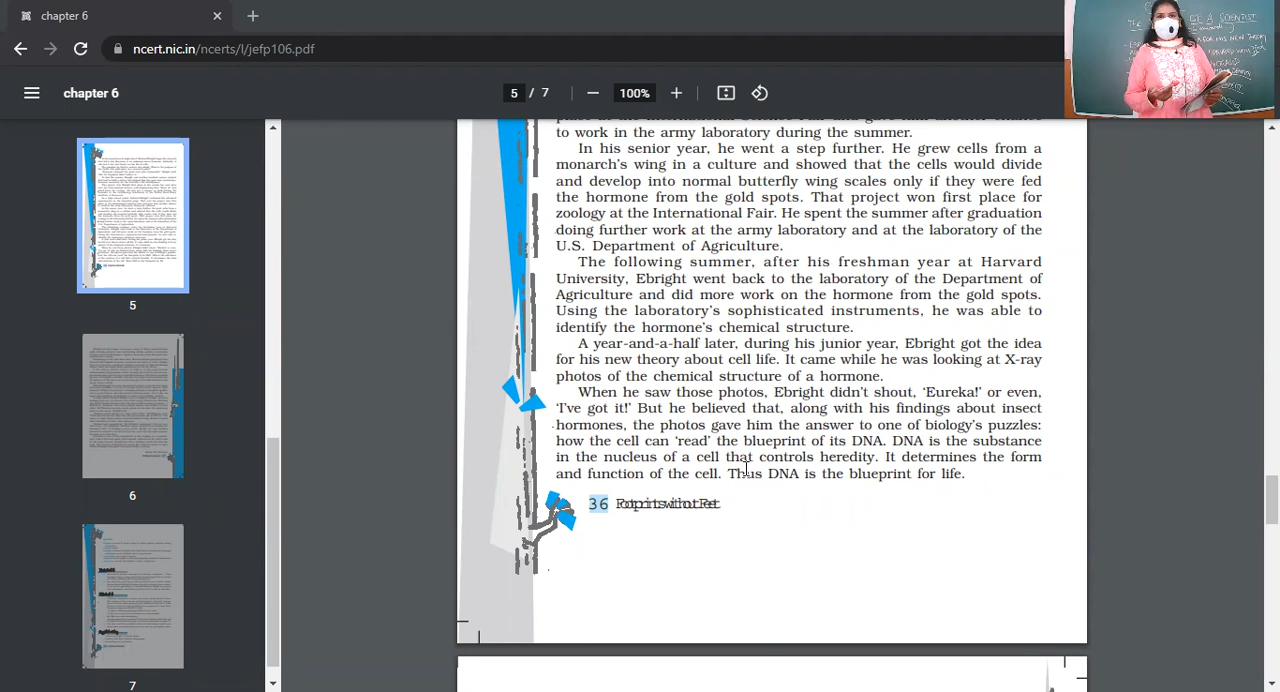 chapter 6
ncert.nic.in/ncerts/l/jefp106.pdf
chapter 6
5 / 7
100%
to work in the army laboratory during the summer.
In his senior year, he went a step further. He grew cells from a
monarch's wing in a culture and showed that the cells would divide
and develop into normal butterfly wing scales only if they were fed
the hormone from the gold spots. That project won first place for
zoology at the International Fair. He spent the summer after graduation
doing further work at the army laboratory and at the laboratory of the
U.S. Department of Agriculture.
The following summer, after his freshman year at Harvard
University, Ebright went back to the laboratory of the Department of
Agriculture and did more work on the hormone from the gold spots.
Using the laboratory's sophisticated instruments, he was able to
identify the hormone's chemical structure.
A year-and-a-half later, during his junior year, Ebright got the idea
for his new theory about cell life. It came while he was looking at X-ray
photos of the chemical structure of a hormone.
When he saw those photos, Ebright didn't shout, 'Eureka!' or even,
'I've got it!' But he believed that, along with his findings about insect
hormones, the photos gave him the answer to one of biology's puzzles:
how the cell can 'read' the blueprint of its DNA. DNA is the substance
in the nucleus of a cell that controls heredity. It determines the form
and function of the cell. Thus DNA is the blueprint for life.
36
5
6
7